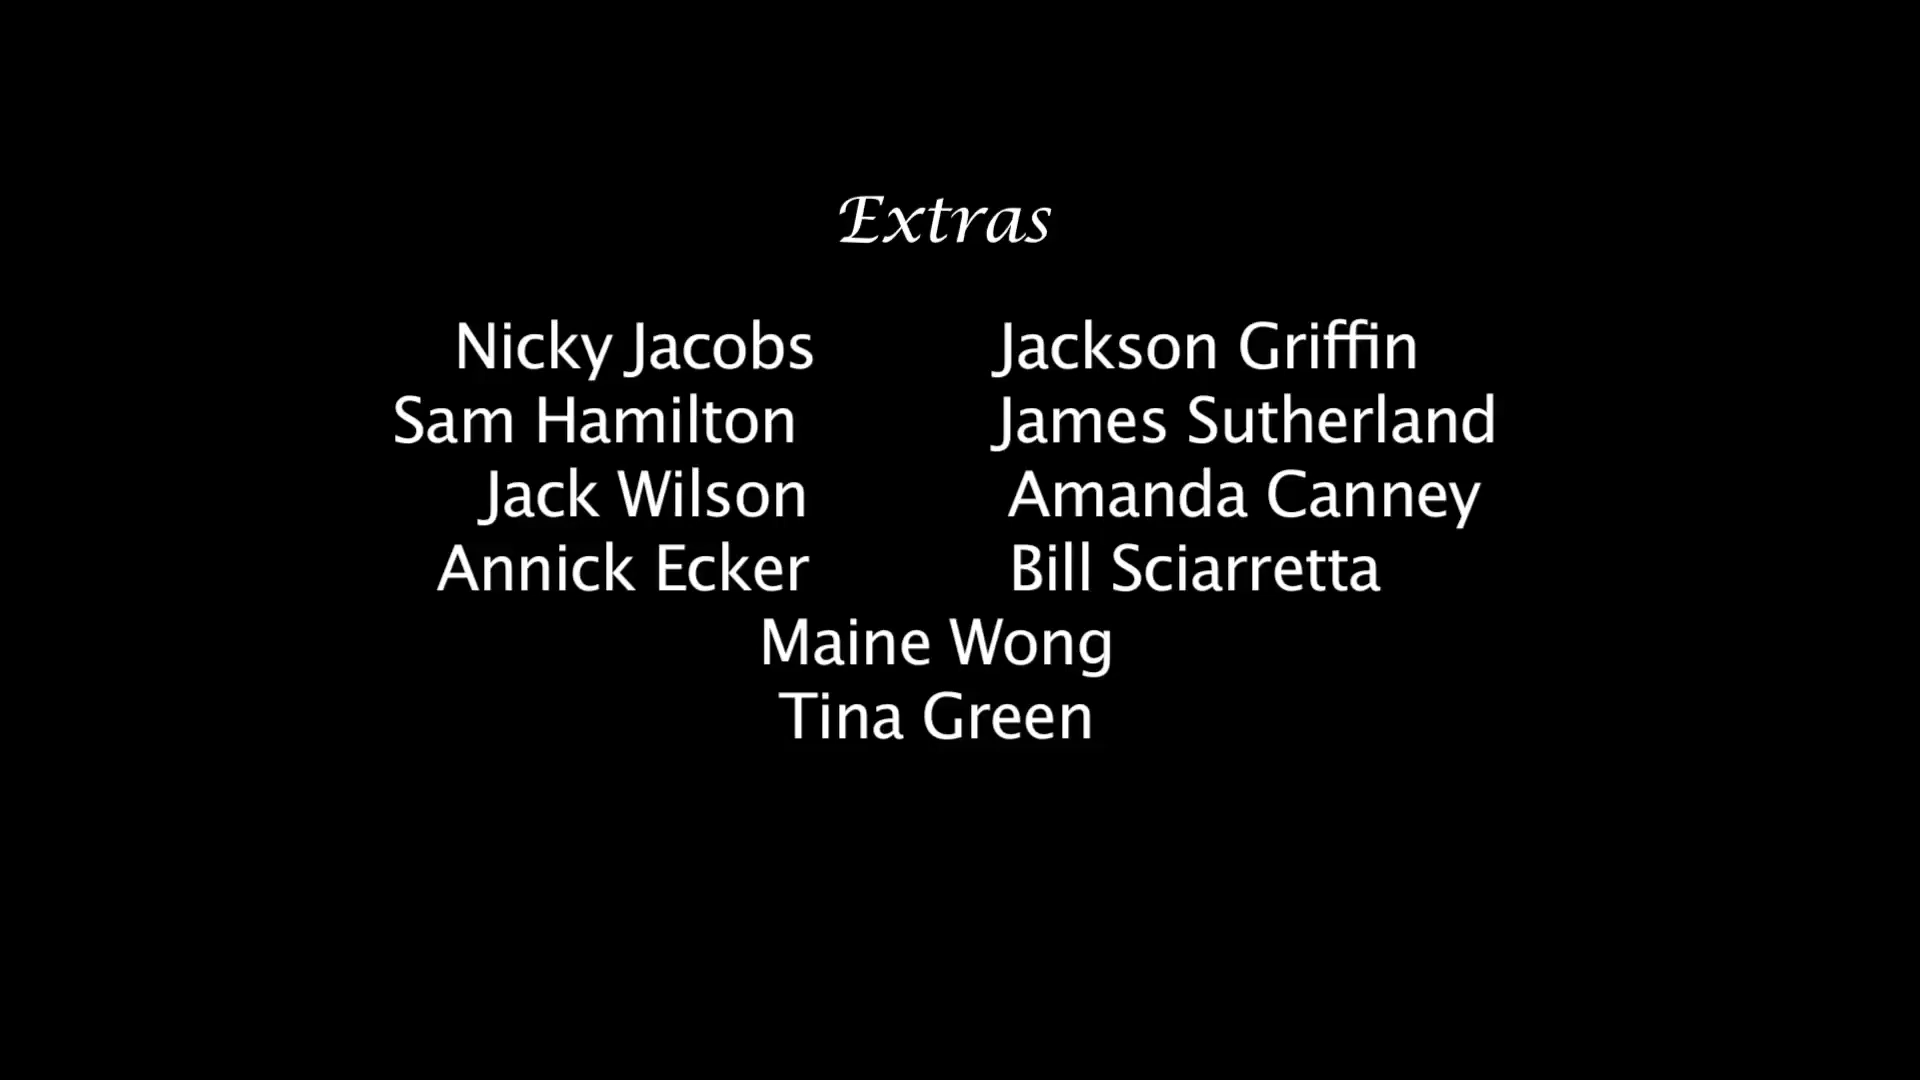 Extras
Nicky Jacobs Jackson Griffin
Sam Hamilton James Sutherland
Jack Wilson Amanda Canney
Annick Ecker Bill Sciarretta
Maine Wong
Tina Green